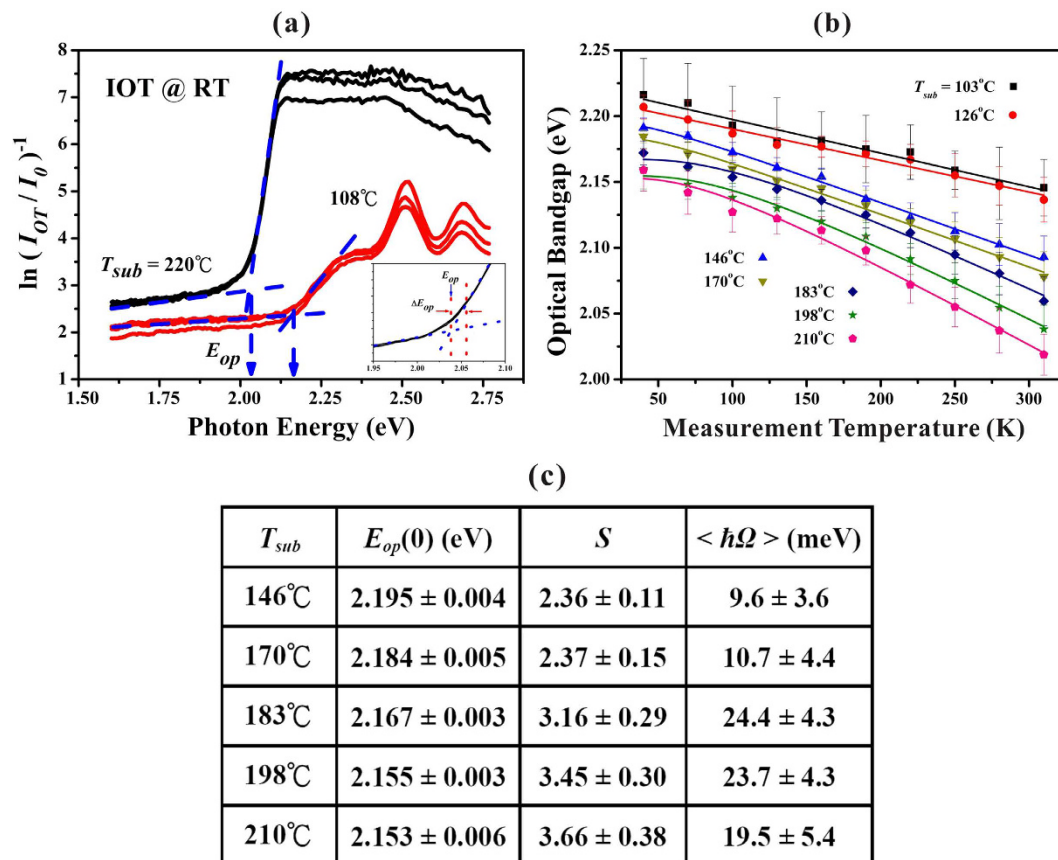 (a)
IOT @ RT
T_sub = 220℃
108℃
E_op
E_op
ΔE_op
1.95 2.00 2.05 2.10
8
7
6
5
4
3
2
1
1.50 1.75 2.00 2.25 2.50 2.75
ln ( I_OT / I_0 )^-1
Photon Energy (eV)
(b)
T_sub = 103°C
126°C
146°C
170°C
183°C
198°C
210°C
2.25
2.20
2.15
2.10
2.05
2.00
50 100 150 200 250 300
Optical Bandgap (eV)
Measurement Temperature (K)
(c)
T_sub E_op(0) (eV) S < ℏΩ > (meV)
146℃ 2.195 ± 0.004 2.36 ± 0.11 9.6 ± 3.6
170℃ 2.184 ± 0.005 2.37 ± 0.15 10.7 ± 4.4
183℃ 2.167 ± 0.003 3.16 ± 0.29 24.4 ± 4.3
198℃ 2.155 ± 0.003 3.45 ± 0.30 23.7 ± 4.3
210℃ 2.153 ± 0.006 3.66 ± 0.38 19.5 ± 5.4